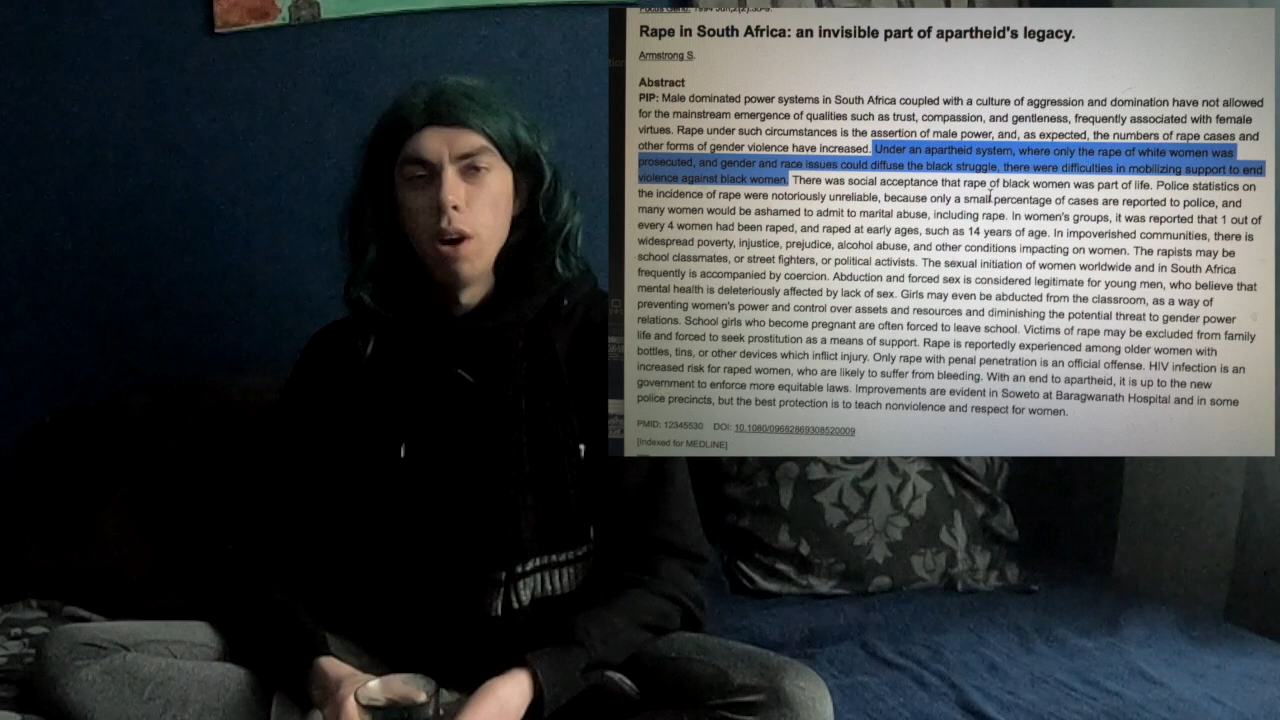 Focus Gend. 1994 Jun;2(2):30-9.
Rape in South Africa: an invisible part of apartheid's legacy.
Armstrong S.
Abstract
PIP: Male dominated power systems in South Africa coupled with a culture of aggression and domination have not allowed
for the mainstream emergence of qualities such as trust, compassion, and gentleness, frequently associated with female
virtues. Rape under such circumstances is the assertion of male power, and, as expected, the numbers of rape cases and
other forms of gender violence have increased. Under an apartheid system, where only the rape of white women was
prosecuted, and gender and race issues could diffuse the black struggle, there were difficulties in mobilizing support to end
violence against black women. There was social acceptance that rape of black women was part of life. Police statistics on
the incidence of rape were notoriously unreliable, because only a small percentage of cases are reported to police, and
many women would be ashamed to admit to marital abuse, including rape. In women's groups, it was reported that 1 out of
every 4 women had been raped, and raped at early ages, such as 14 years of age. In impoverished communities, there is
widespread poverty, injustice, prejudice, alcohol abuse, and other conditions impacting on women. The rapists may be
school classmates, or street fighters, or political activists. The sexual initiation of women worldwide and in South Africa
frequently is accompanied by coercion. Abduction and forced sex is considered legitimate for young men, who believe that
mental health is deleteriously affected by lack of sex. Girls may even be abducted from the classroom, as a way of
preventing women's power and control over assets and resources and diminishing the potential threat to gender power
relations. School girls who become pregnant are often forced to leave school. Victims of rape may be excluded from family
life and forced to seek prostitution as a means of support. Rape is reportedly experienced among older women with
bottles, tins, or other devices which inflict injury. Only rape with penal penetration is an official offense. HIV infection is an
increased risk for raped women, who are likely to suffer from bleeding. With an end to apartheid, it is up to the new
government to enforce more equitable laws. Improvements are evident in Soweto at Baragwanath Hospital and in some
police precincts, but the best protection is to teach nonviolence and respect for women.
PMID: 12345530 DOI: 10.1080/09682869308520009
[Indexed for MEDLINE]